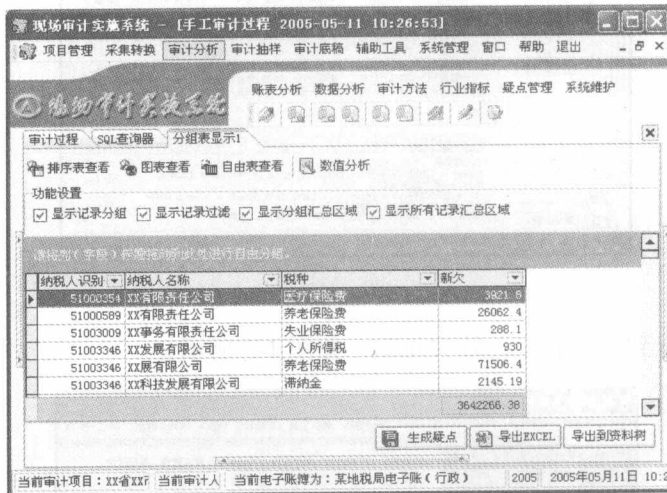 现场审计实施系统 - [手工审计过程 2005-05-11 10:26:53]
项目管理 采集转换 审计分析 审计抽样 审计底稿 辅助工具 系统管理 窗口 帮助 退出
账表分析 数据分析 审计方法 行业指标 疑点管理 系统维护
现场审计实施系统
审计过程 SQL查询器 分组表显示1
排序表查看 图表查看 自由表查看 数值分析
功能设置
显示记录分组 显示记录过滤 显示分组汇总区域 显示所有记录汇总区域
纳税人识别 纳税人名称 税种 新欠
51000354 XX有限责任公司 医疗保险费 3921.6
51000589 XX有限责任公司 养老保险费 26062.4
51003009 XX事务有限责任公司 失业保险费 288.1
51003346 XX发展有限公司 个人所得税 930
51003346 XX展有限公司 养老保险费 71506.4
51003346 XX科技发展有限公司 滞纳金 2145.19
3642266.38
生成疑点 导出EXCEL 导出到资料树
当前审计项目：XX省XX 当前审计人 当前电子账簿为：某地税局电子账（行政） 2005 2005年05月11日 10: